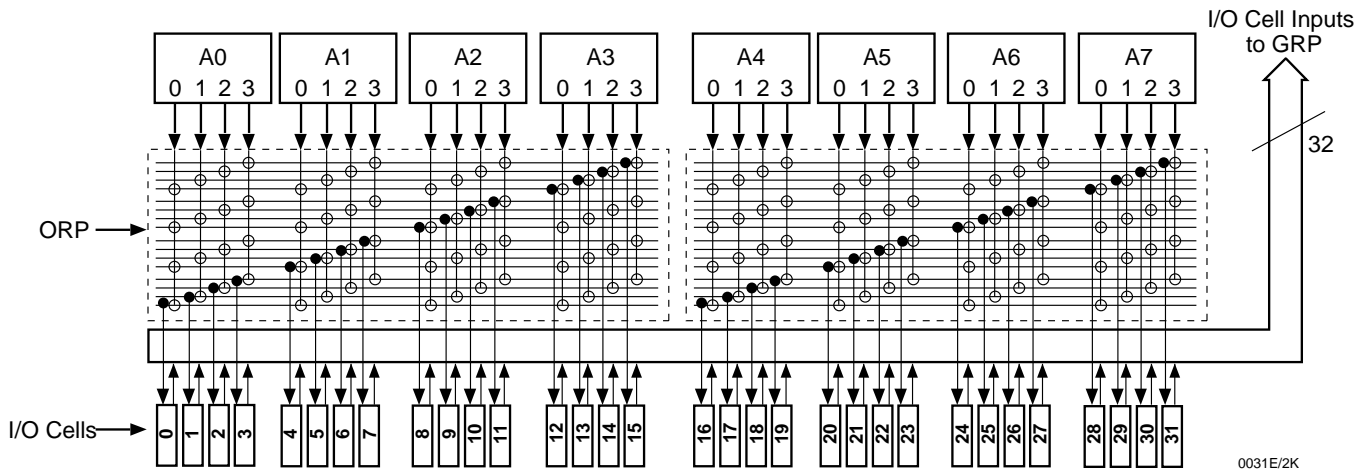 I/O Cell Inputs
to GRP
A0 A1 A2 A3 A4 A5 A6 A7
0 1 2 3 0 1 2 3 0 1 2 3 0 1 2 3 0 1 2 3 0 1 2 3 0 1 2 3 0 1 2 3
32
ORP
I/O Cells
0 1 2 3 4 5 6 7 8 9 10 11 12 13 14 15 16 17 18 19 20 21 22 23 24 25 26 27 28 29 30 31
0031E/2K